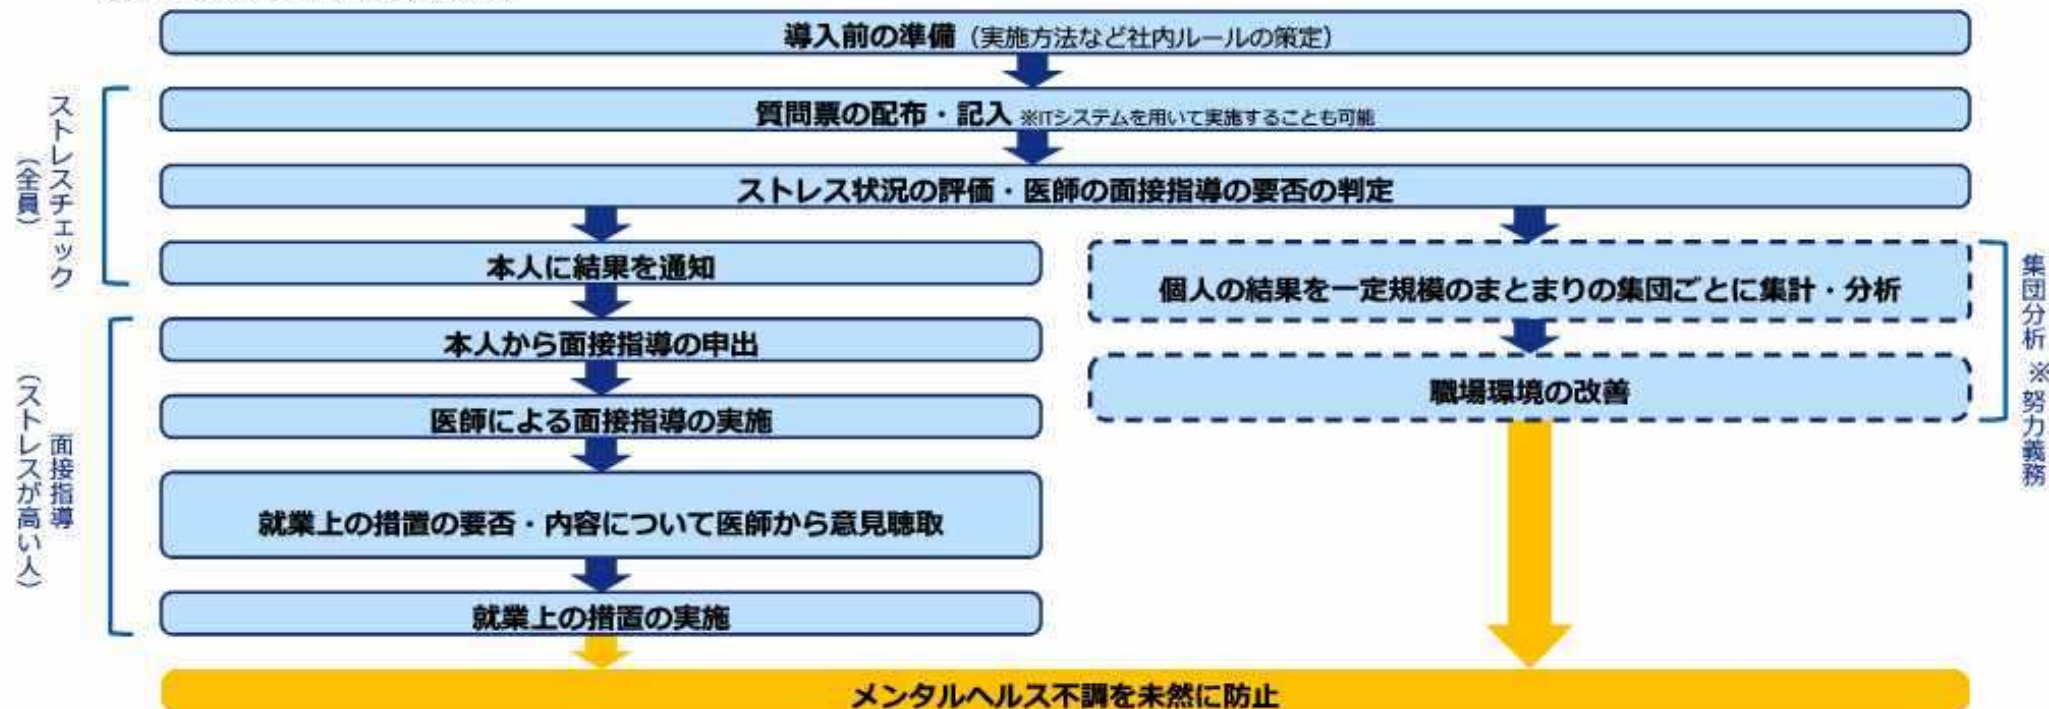 導入前の準備（実施方法など社内ルールの策定）
ストレスチェック
（全員）
質問票の配布・記入 ※ITシステムを用いて実施することも可能
ストレス状況の評価・医師の面接指導の要否の判定
本人に結果を通知
面接指導
（ストレスが高い人）
本人から面接指導の申出
医師による面接指導の実施
就業上の措置の要否・内容について医師から意見聴取
就業上の措置の実施
個人の結果を一定規模のまとまりの集団ごとに集計・分析
職場環境の改善
集団分析 ※努力義務
メンタルヘルス不調を未然に防止